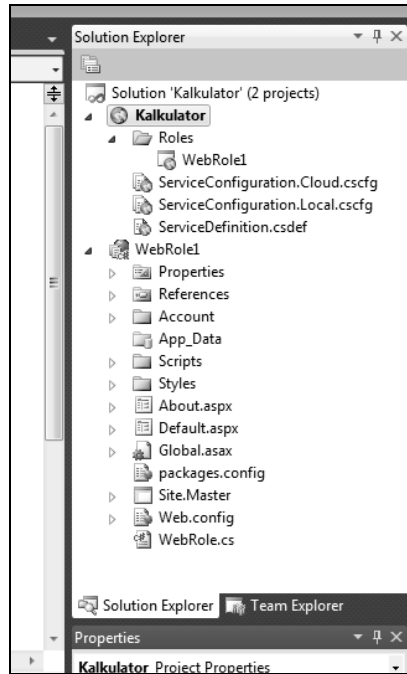 Solution Explorer
Solution 'Kalkulator' (2 projects)
Kalkulator
Roles
WebRole1
ServiceConfiguration.Cloud.cscfg
ServiceConfiguration.Local.cscfg
ServiceDefinition.csdef
WebRole1
Properties
References
Account
App_Data
Scripts
Styles
About.aspx
Default.aspx
Global.asax
packages.config
Site.Master
Web.config
WebRole.cs
Solution Explorer Team Explorer
Properties
Kalkulator Project Properties